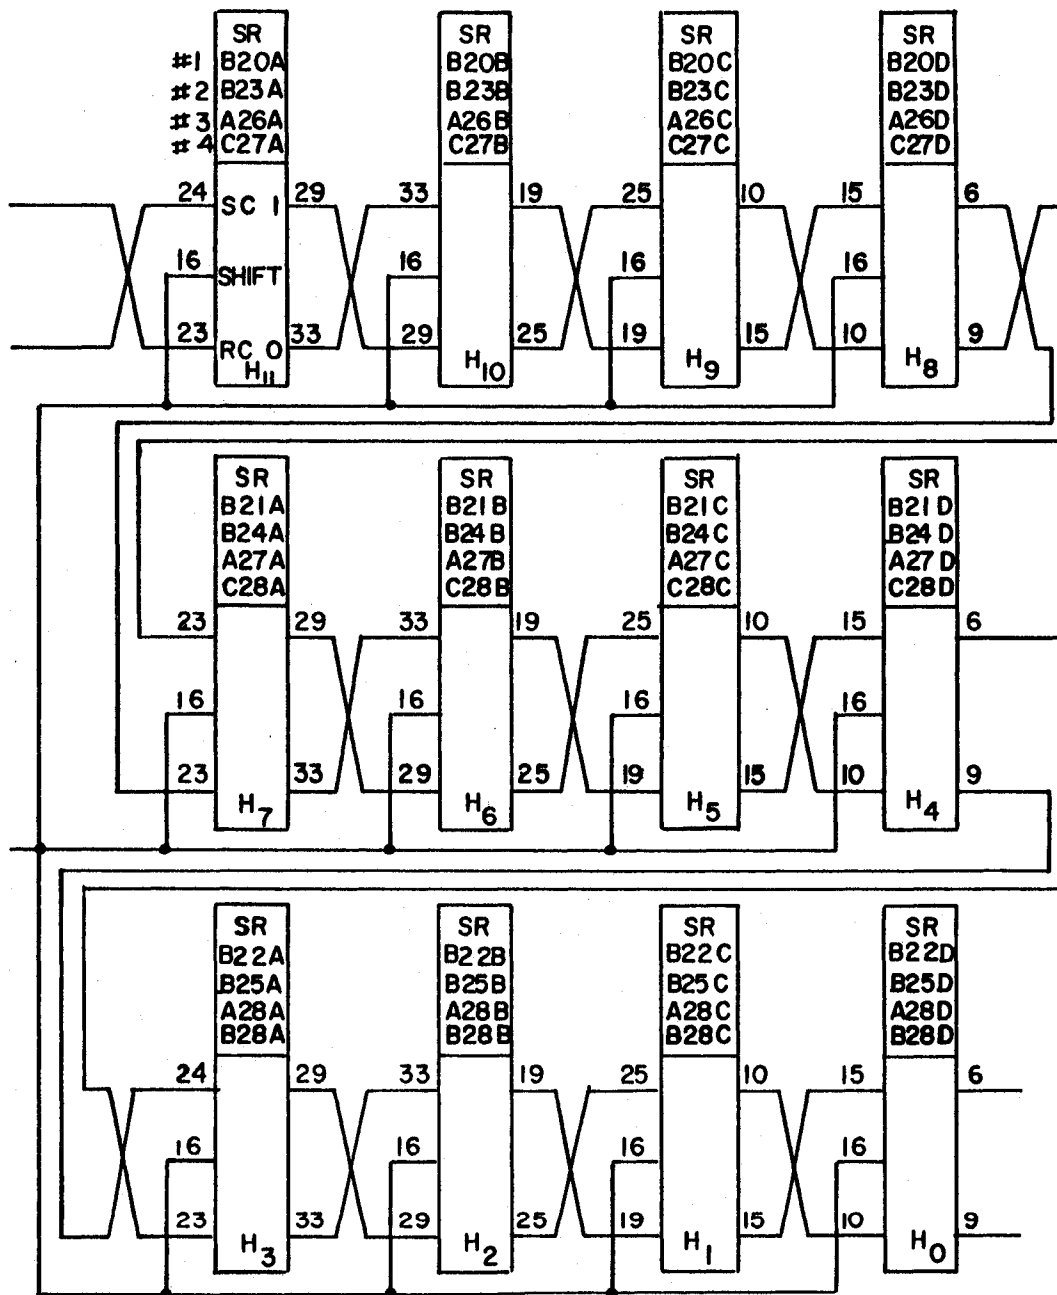 SR SR SR SR
#1 B20A B20B B20C B20D
#2 B23A B23B B23C B23D
#3 A26A A26B A26C A26D
#4 C27A C27B C27C C27D
24 SC 1 29 33 19 25 10 15 6
16 SHIFT 16 16 16
23 RC 0 33 29 25 19 15 10 9
H11 H10 H9 H8
SR SR SR SR
B21A B21B B21C B21D
B24A B24B B24C B24D
A27A A27B A27C A27D
C28A C28B C28C C28D
23 29 33 19 25 10 15 6
16 16 16 16
23 33 29 25 19 15 10 9
H7 H6 H5 H4
SR SR SR SR
B22A B22B B22C B22D
B25A B25B B25C B25D
A28A A28B A28C A28D
B28A B28B B28C B28D
24 29 33 19 25 10 15 6
16 16 16 16
23 33 29 25 19 15 10 9
H3 H2 H1 H0